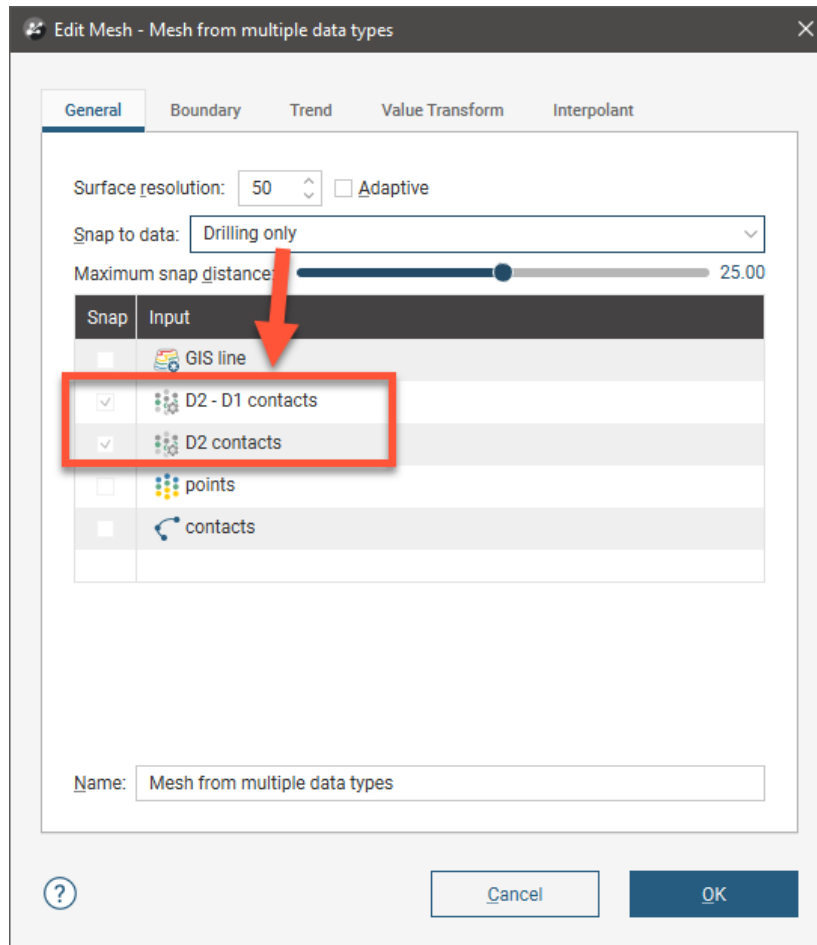 Edit Mesh - Mesh from multiple data types
General Boundary Trend Value Transform Interpolant
Surface resolution: 50 Adaptive
Snap to data: Drilling only
Maximum snap distance: 25.00
Snap Input
GIS line
D2 - D1 contacts
D2 contacts
points
contacts
Name: Mesh from multiple data types
? Cancel OK